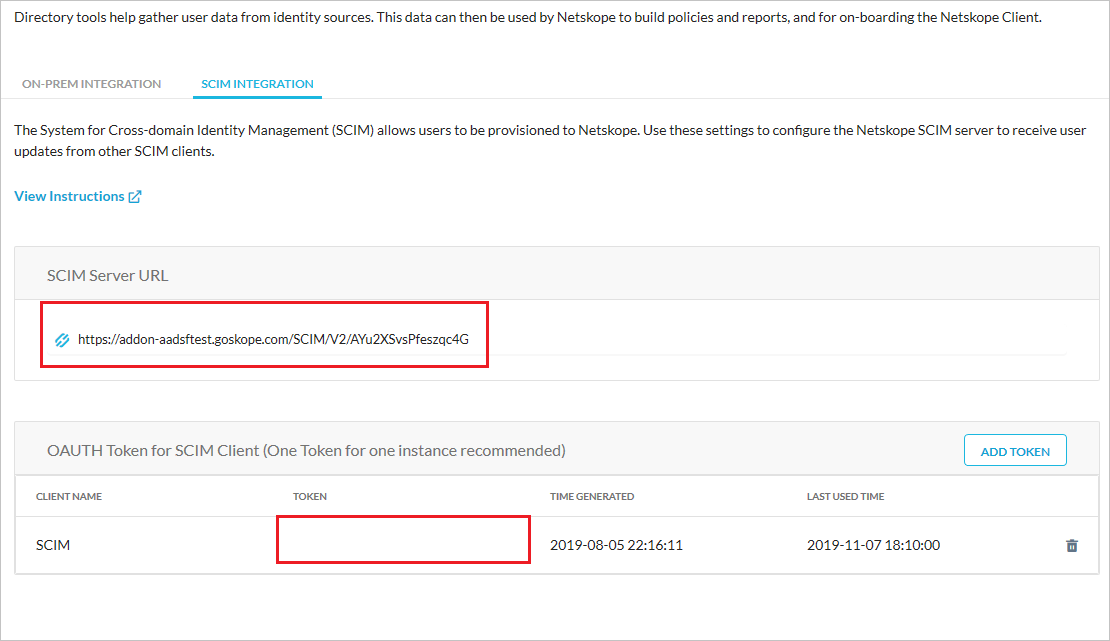 Directory tools help gather user data from identity sources. This data can then be used by Netskope to build policies and reports, and for on-boarding the Netskope Client.
ON-PREM INTEGRATION SCIM INTEGRATION
The System for Cross-domain Identity Management (SCIM) allows users to be provisioned to Netskope. Use these settings to configure the Netskope SCIM server to receive user
updates from other SCIM clients.
View Instructions
SCIM Server URL
https://addon-aadsftest.goskope.com/SCIM/V2/AYu2XSvsPfeszqc4G
OAUTH Token for SCIM Client (One Token for one instance recommended)
ADD TOKEN
CLIENT NAME TOKEN TIME GENERATED LAST USED TIME
SCIM 2019-08-05 22:16:11 2019-11-07 18:10:00